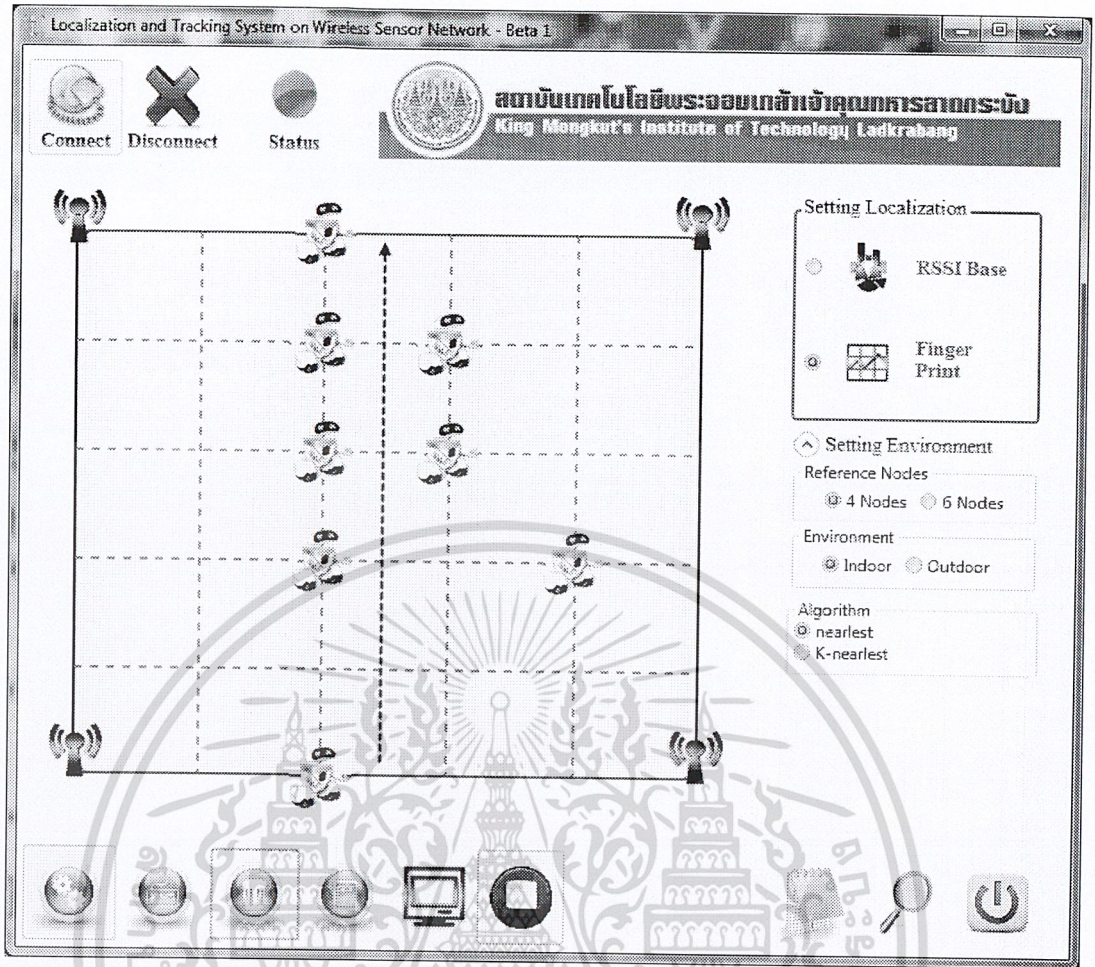 Localization and Tracking System on Wireless Sensor Network - Beta 1
Connect
Disconnect
Status
สถาบันเทคโนโลยีพระจอมเกล้าเจ้าคุณทหารลาดกระบัง
King Mongkut's Institute of Technology Ladkrabang
Setting Localization
RSSI Base
Finger
Print
Setting Environment
Reference Nodes
4 Nodes
6 Nodes
Environment
Indoor
Outdoor
Algorithm
nearlest
K-nearlest